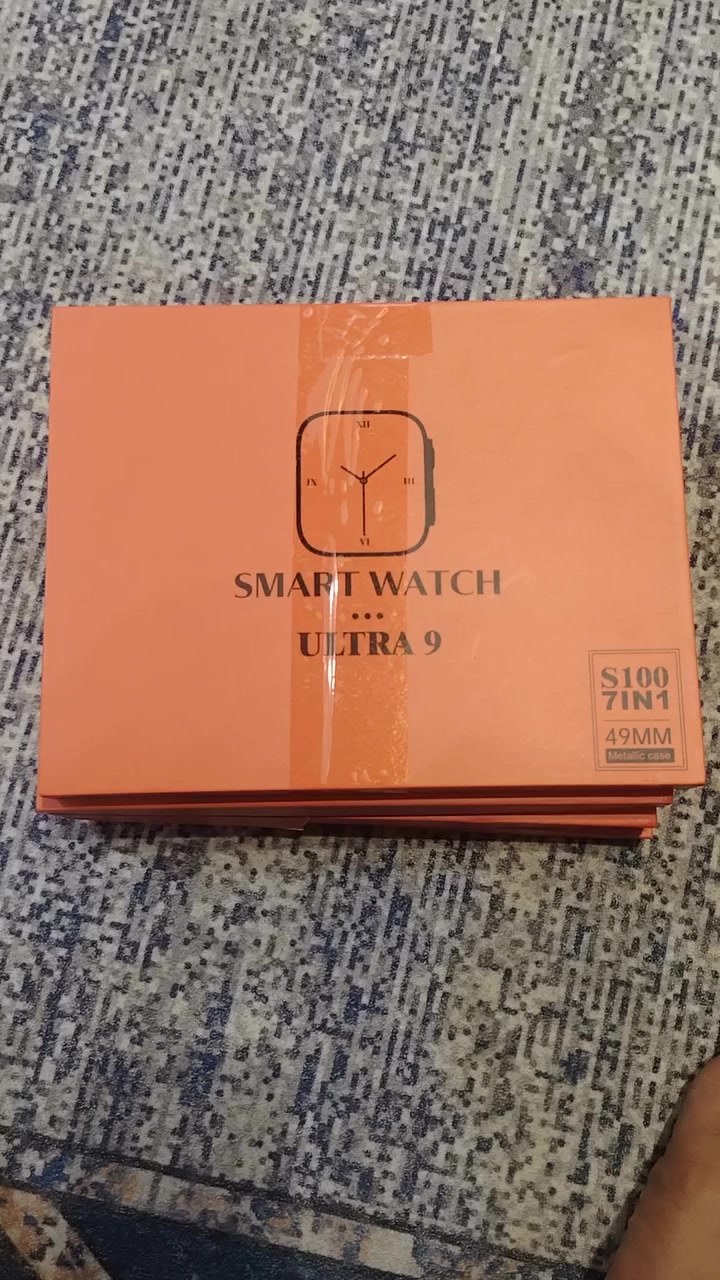 XII
IX
III
VI
SMART WATCH
ULTRA 9
S100
7IN1
49MM
Metallic case